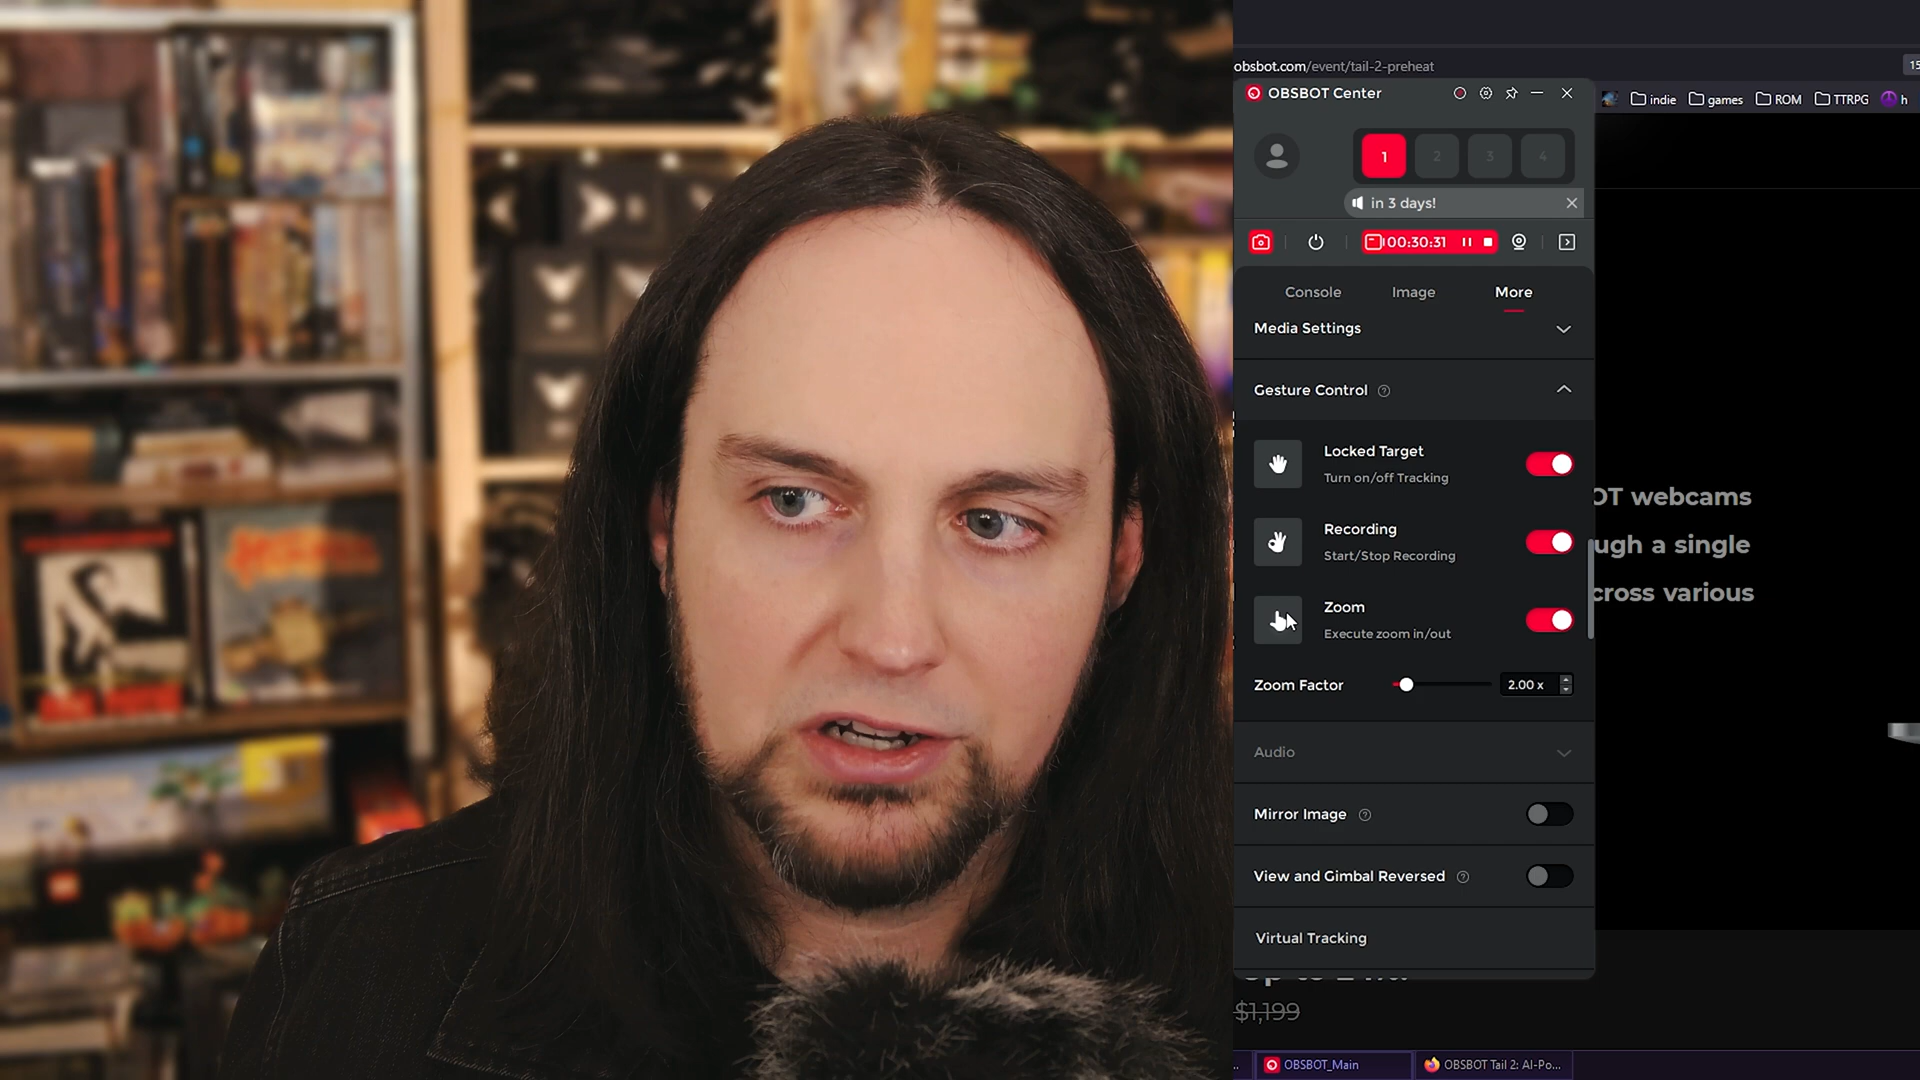 obsbot.com/event/tail-2-preheat
15
OBSBOT Center
indie
games
ROM
TTRPG
h
1
2
3
4
in 3 days!
00:30:31
Console
Image
More
Media Settings
Gesture Control
Locked Target
Turn on/off Tracking
Recording
Start/Stop Recording
Zoom
Execute zoom in/out
Zoom Factor
2.00 x
Audio
Mirror Image
View and Gimbal Reversed
Virtual Tracking
OT webcams
ugh a single
cross various
$1,199
..
OBSBOT_Main
OBSBOT Tail 2: AI-Po...